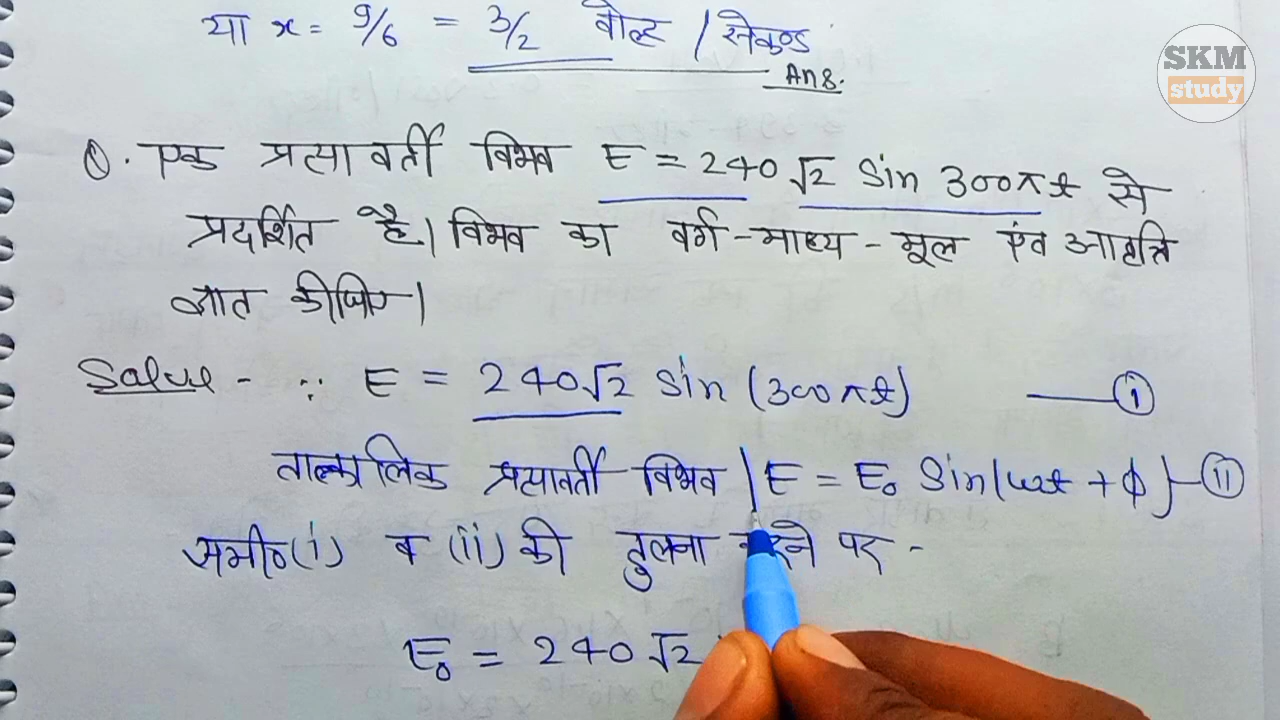 या x = 9/6 = 3/2 वोल्ट / सेकण्ड
Ans.
SKM
study
Q. एक प्रत्यावर्ती विभव E = 240√2 Sin 300πt से
प्रदर्शित है। विभव का वर्ग-माध्य-मूल एंव आवृत्ति
ज्ञात कीजिए।
Solve - ∵ E = 240√2 Sin (300πt) —— (i)
तात्कालिक प्रत्यावर्ती विभव | E = E₀ Sin(ωt + ϕ) — (ii)
समी०(i) व (ii) की तुलना करने पर -
E₀ = 240√2